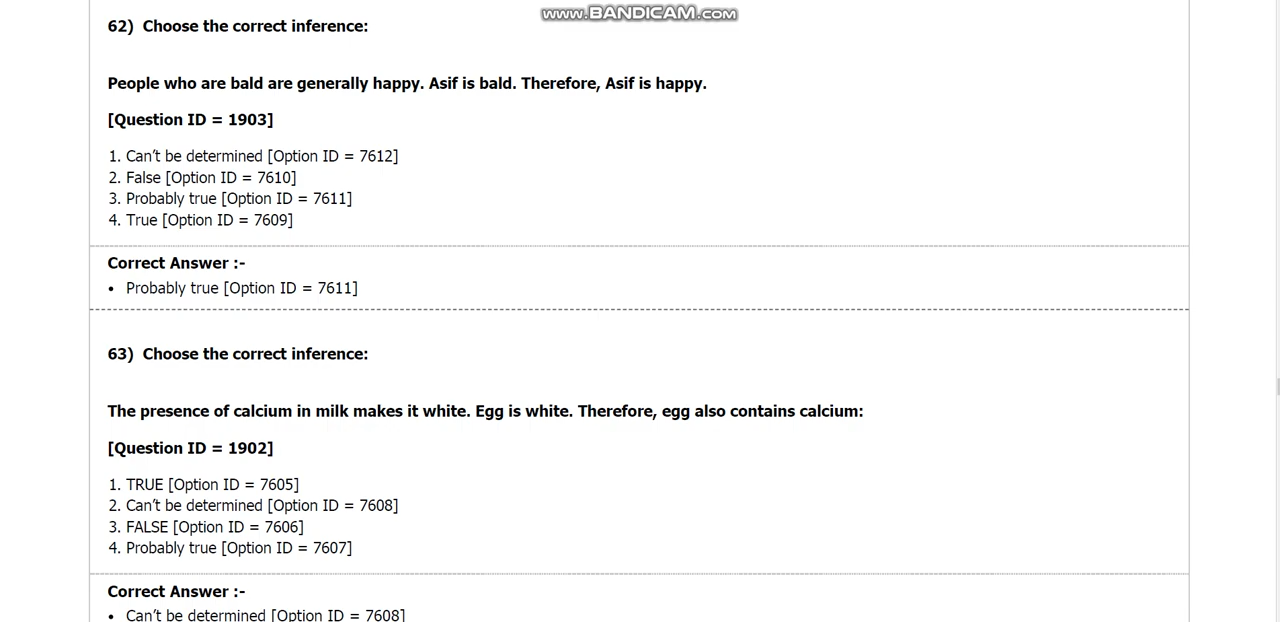 www.BANDICAM.com
62) Choose the correct inference:
People who are bald are generally happy. Asif is bald. Therefore, Asif is happy.
[Question ID = 1903]
1. Can't be determined [Option ID = 7612]
2. False [Option ID = 7610]
3. Probably true [Option ID = 7611]
4. True [Option ID = 7609]
Correct Answer :-
• Probably true [Option ID = 7611]
63) Choose the correct inference:
The presence of calcium in milk makes it white. Egg is white. Therefore, egg also contains calcium:
[Question ID = 1902]
1. TRUE [Option ID = 7605]
2. Can't be determined [Option ID = 7608]
3. FALSE [Option ID = 7606]
4. Probably true [Option ID = 7607]
Correct Answer :-
• Can't be determined [Option ID = 7608]